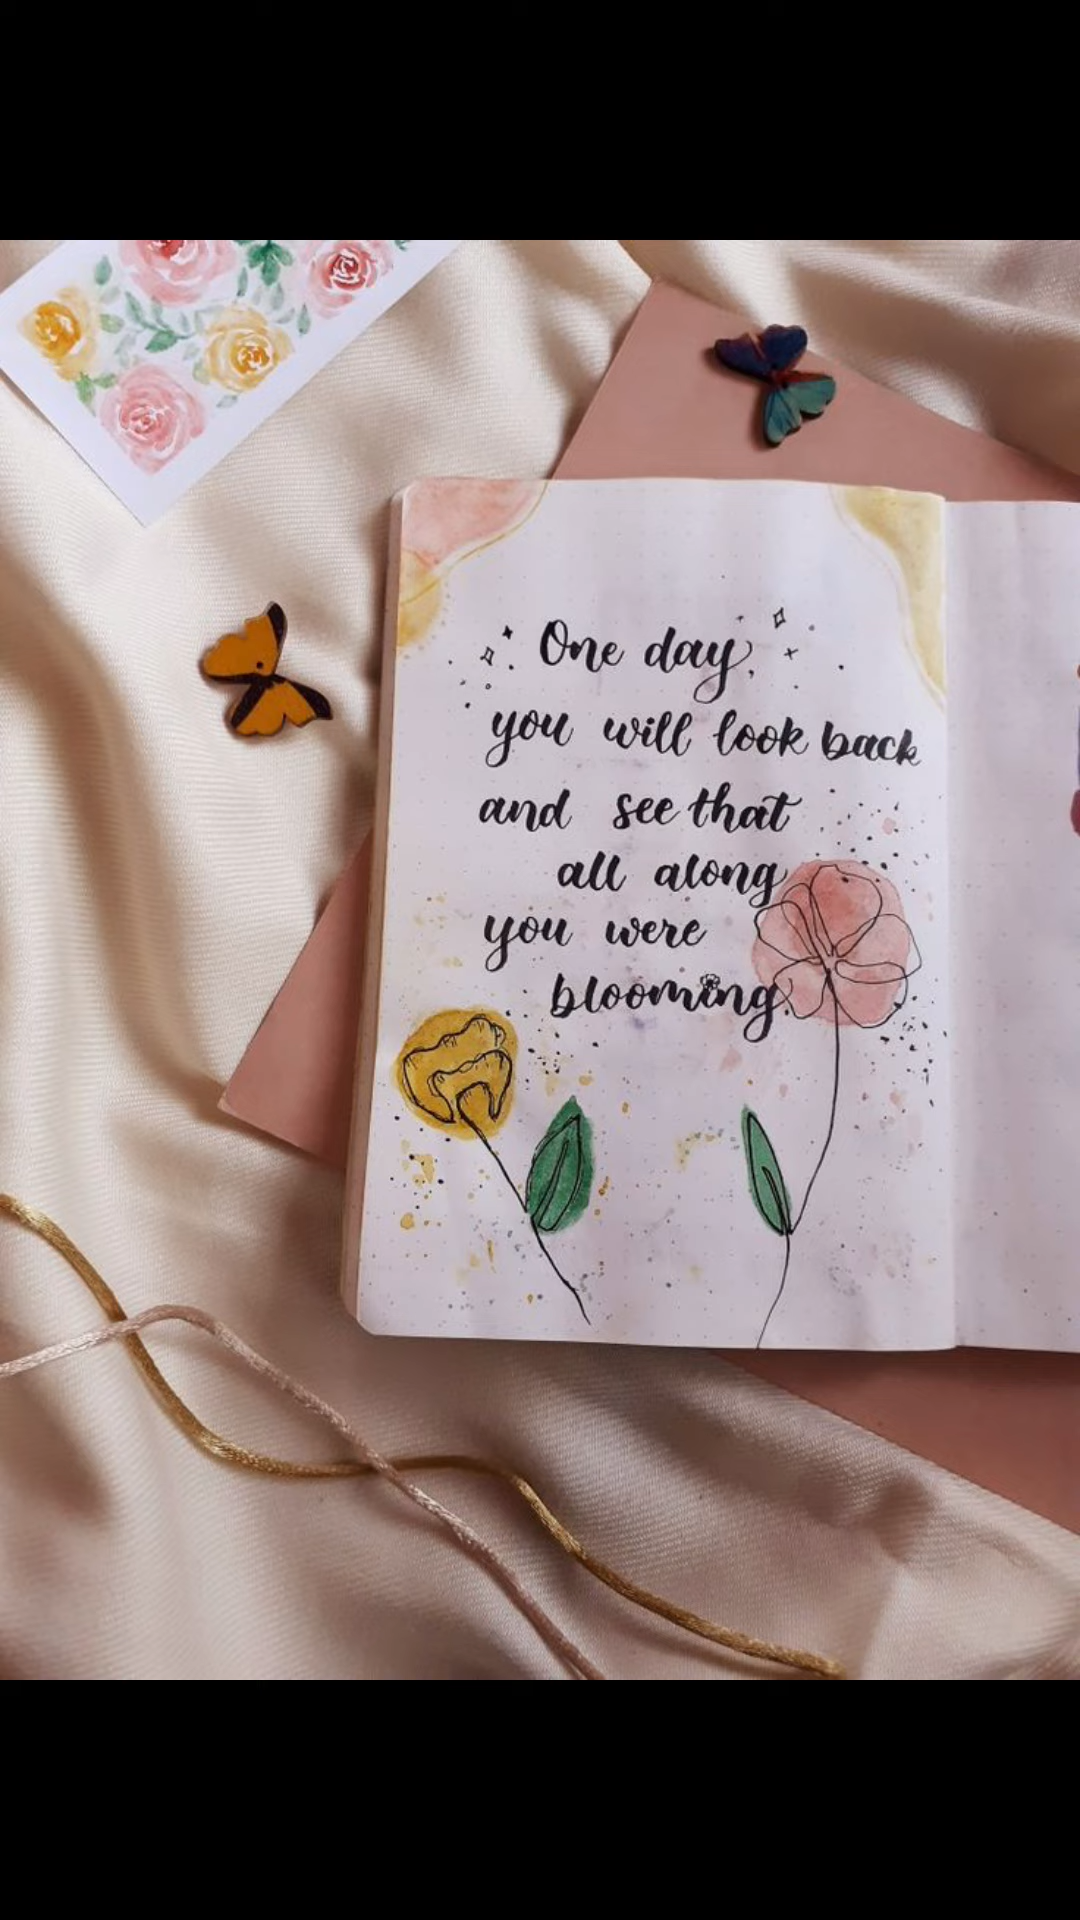 One day,
you will look back
and see that
all along
you were
blooming.